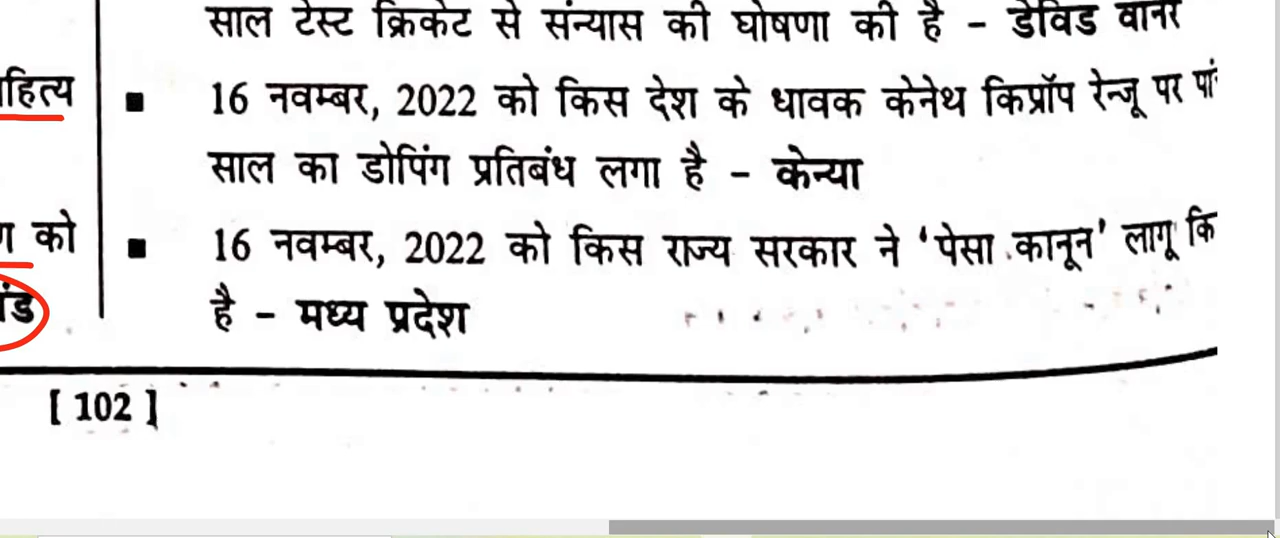 साल टेस्ट क्रिकेट से संन्यास की घोषणा की है - डेविड वार्नर
हित्य
■ 16 नवम्बर, 2022 को किस देश के धावक केनेथ किप्रॉप रेन्जू पर पां
साल का डोपिंग प्रतिबंध लगा है - केन्या
को
■ 16 नवम्बर, 2022 को किस राज्य सरकार ने 'पेसा कानून' लागू कि
है - मध्य प्रदेश
[ 102 ]